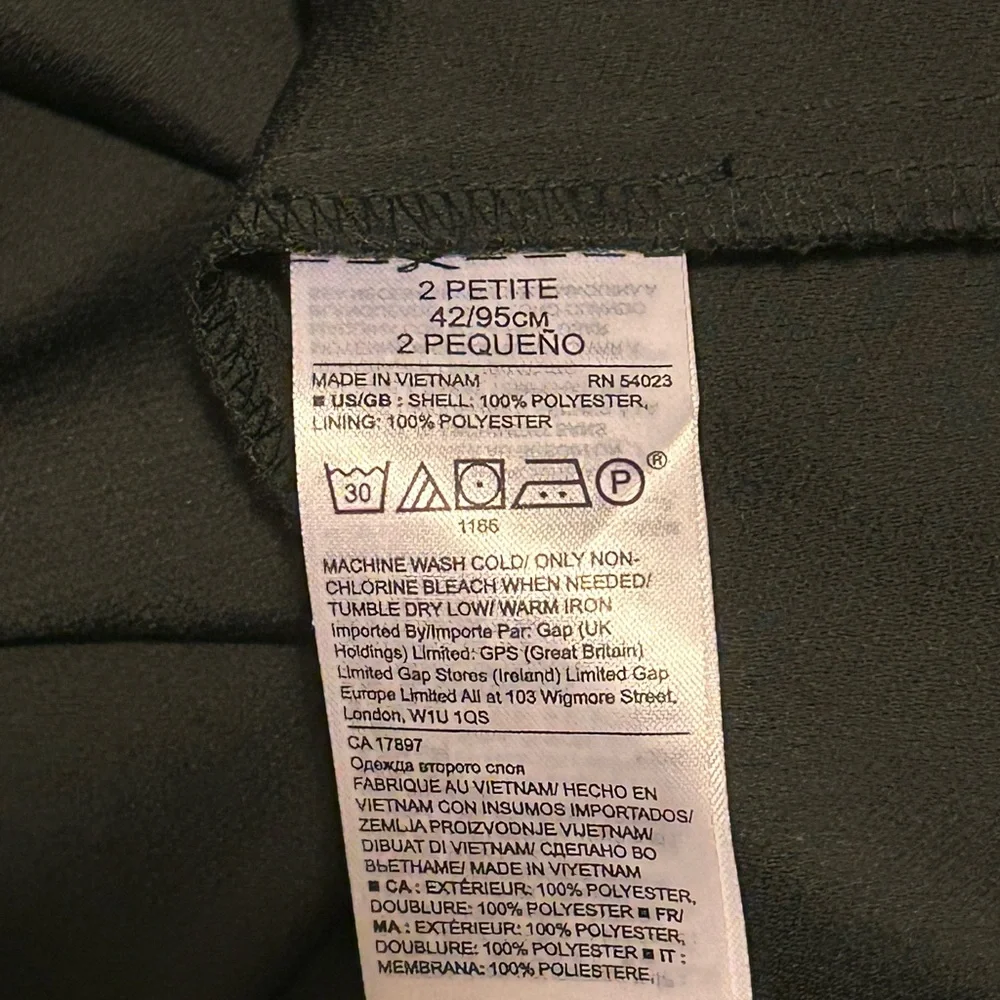 2 PETITE
42/95CM
2 PEQUEÑO
MADE IN VIETNAM RN 54023
US/GB : SHELL: 100% POLYESTER,
LINING: 100% POLYESTER
30 P ®
1166
MACHINE WASH COLD/ ONLY NON-
CHLORINE BLEACH WHEN NEEDED/
TUMBLE DRY LOW/ WARM IRON
Imported By/Importe Par: Gap (UK
Holdings) Limited: GPS (Great Britain)
Limited Gap Stores (Ireland) Limited Gap
Europe Limited All at 103 Wigmore Street,
London, W1U 1QS
CA 17897
Одежда второго слоя
FABRIQUE AU VIETNAM/ HECHO EN
VIETNAM CON INSUMOS IMPORTADOS/
ZEMLJA PROIZVODNJE VIJETNAM/
DIBUAT DI VIETNAM/ СДЕЛАНО ВО
ВЬЕТНАМЕ/ MADE IN VIYETNAM
CA : EXTÉRIEUR: 100% POLYESTER,
DOUBLURE: 100% POLYESTER FR/
MA : EXTÉRIEUR: 100% POLYESTER,
DOUBLURE: 100% POLYESTER IT :
MEMBRANA: 100% POLIESTERE,